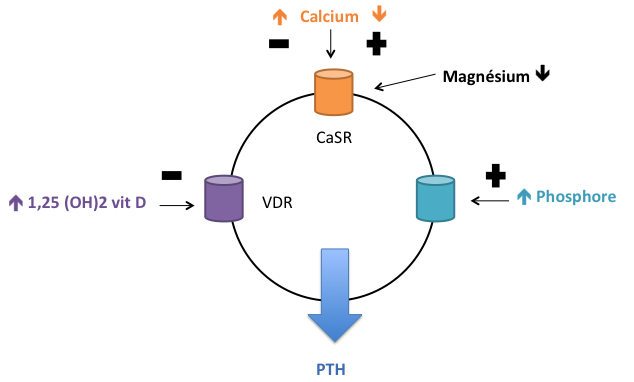 Calcium
Magnésium
CaSR
1,25 (OH)2 vit D
VDR
Phosphore
PTH